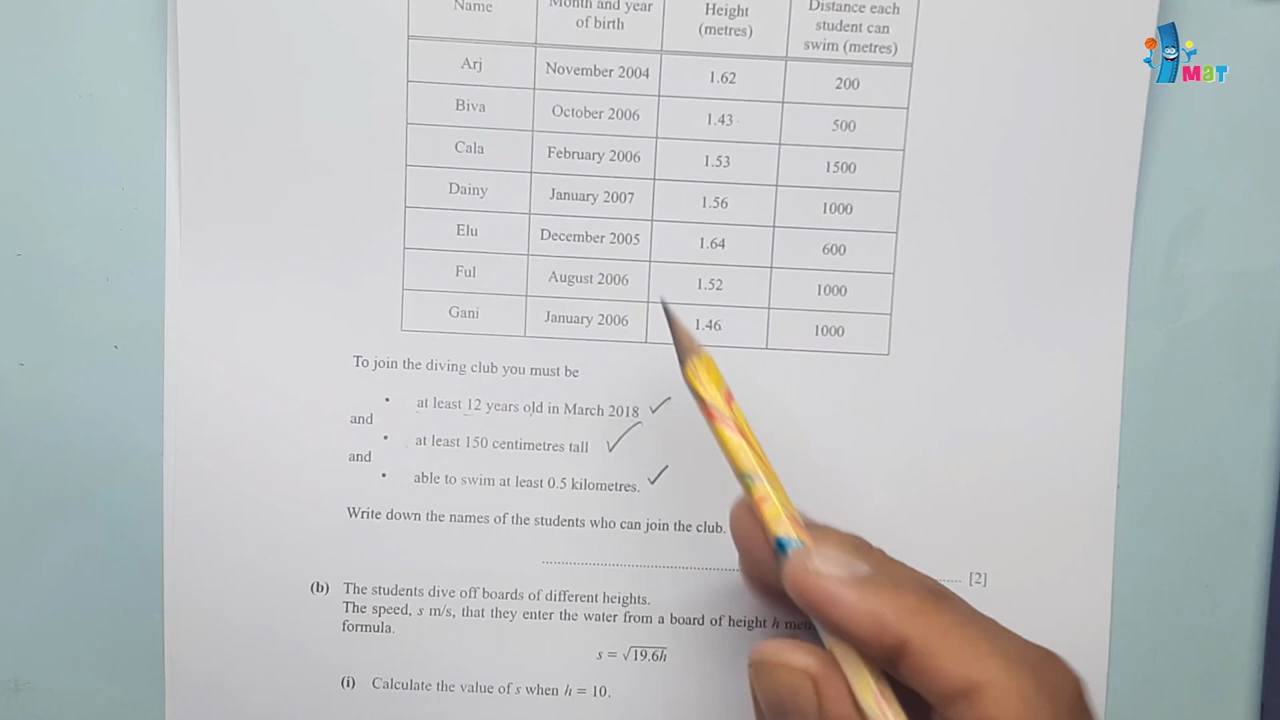 Name Month and year of birth Height (metres) Distance each student can swim (metres)
Arj November 2004 1.62 200
Biva October 2006 1.43 500
Cala February 2006 1.53 1500
Dainy January 2007 1.56 1000
Elu December 2005 1.64 600
Ful August 2006 1.52 1000
Gani January 2006 1.46 1000
To join the diving club you must be
• at least 12 years old in March 2018
and
• at least 150 centimetres tall
and
• able to swim at least 0.5 kilometres.
Write down the names of the students who can join the club.
[2]
(b) The students dive off boards of different heights.
The speed, s m/s, that they enter the water from a board of height h
formula.
s = √19.6h
(i) Calculate the value of s when h = 10.
MaT